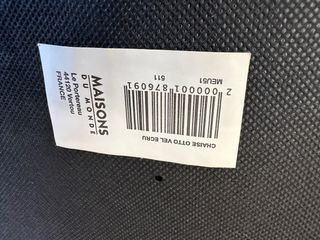 MAISONS
DU MONDE
Le Portereau
44120 Vertou
FRANCE
CHAISE OTTO VEL ECRU
2 000001 876091
511
MEU51